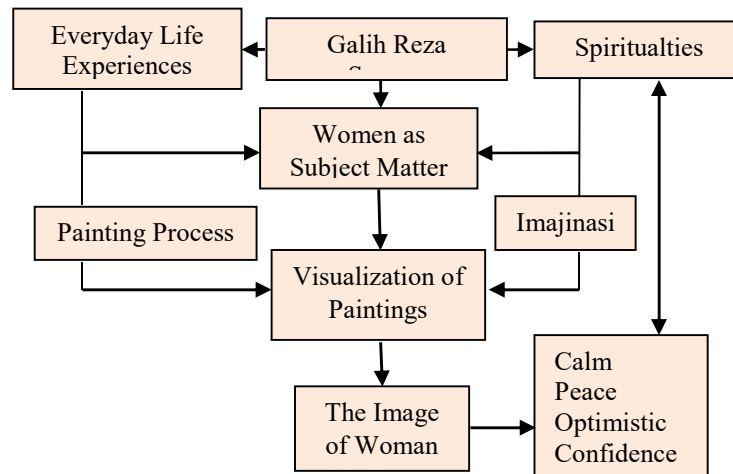 Everyday Life
Experiences
Galih Reza
Spiritualties
Women as
Subject Matter
Painting Process
Imajinasi
Visualization of
Paintings
The Image
of Woman
Calm
Peace
Optimistic
Confidence